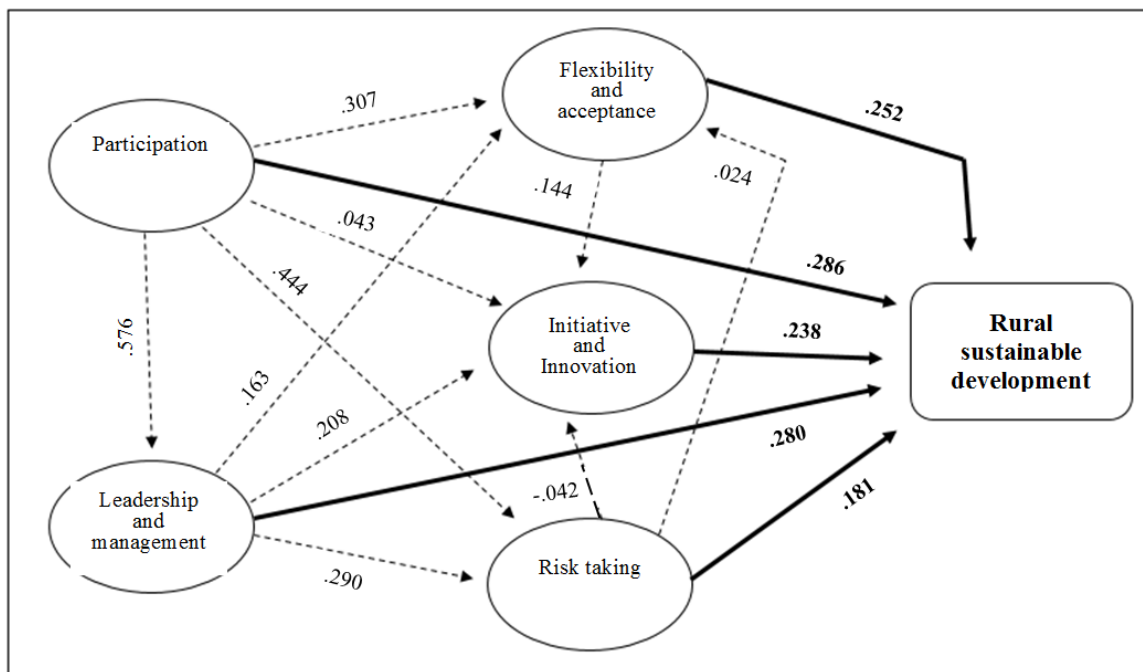 Flexibility
and
acceptance
.252
.307
Participation
.024
.144
.043
.286
.444
Rural
sustainable
development
Initiative
and
Innovation
.238
.576
.163
.208
.280
Leadership
and
management
-.042
.181
.290
Risk taking